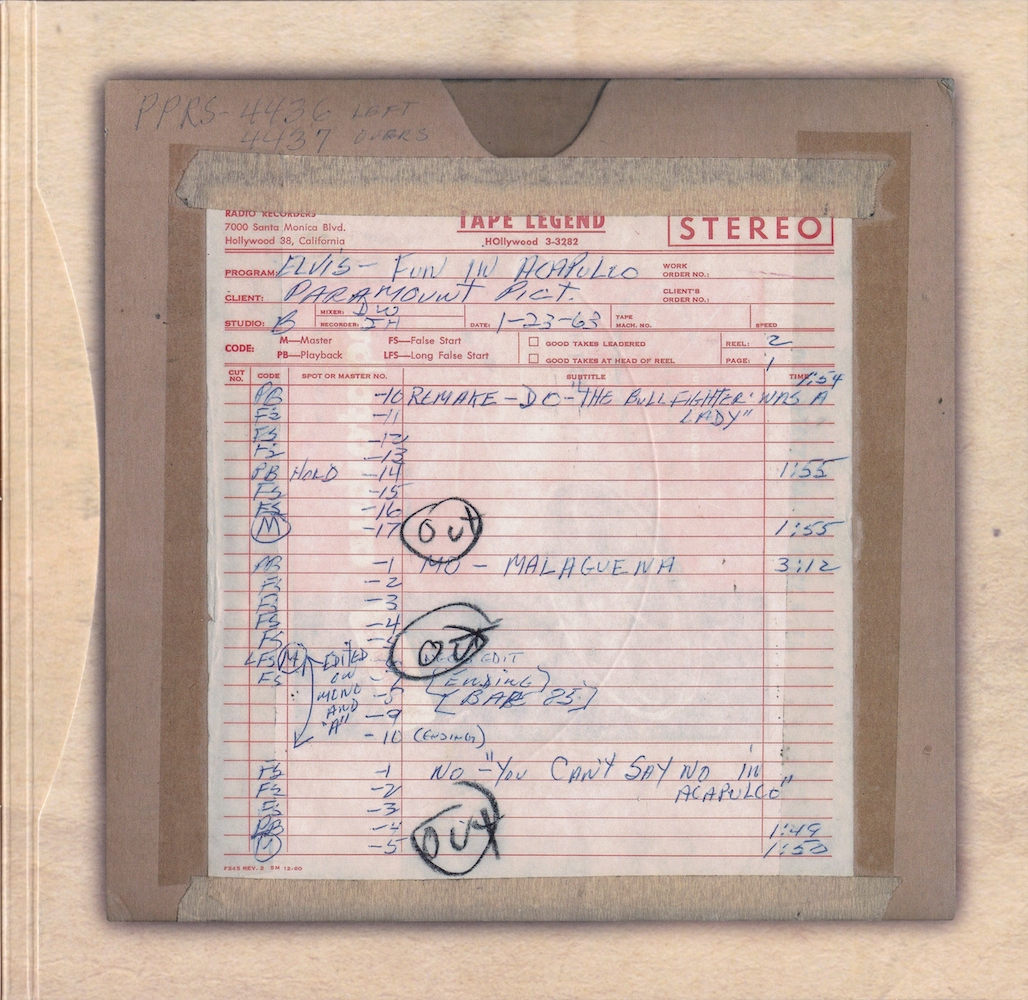 PPRS-4436 LEFT
4437 OVERS
RADIO RECORDERS
7000 Santa Monica Blvd.
Hollywood 38, California
TAPE LEGEND
HOllywood 3-3282
STEREO
PROGRAM: ELVIS - FUN IN ACAPULCO
WORK ORDER NO.:
CLIENT: PARAMOUNT PICT.
CLIENT'S ORDER NO.:
STUDIO: B
MIXER: DW
RECORDER: JH
DATE: 1-23-63
TAPE MACH. NO.
SPEED
CODE: M—Master FS—False Start
PB—Playback LFS—Long False Start
GOOD TAKES LEADERED
GOOD TAKES AT HEAD OF REEL
REEL: 2
PAGE: 1
CUT NO. CODE SPOT OR MASTER NO. SUBTITLE TIME
PB -10 REMAKE - DO - "THE BULLFIGHTER WAS A 1:54
FS -11 LADY"
FS -12
FS -13
PB HOLD -14 1:55
FS -15
FS -16
M -17 OUT 1:55
PB -1 MO - MALAGUENA 3:12
FS -2
FS -3
FS -4
FS OUT
LFS M EDITED EDIT
FS ON (ENDING)
MONO [BAR 85]
AND -9
"A" -10 (ENDING)
FS -1 NO - "YOU CAN'T SAY NO IN
FS -2 ACAPULCO"
FS -3
PB -4 OUT 1:49
M -5 1:50
F245 REV. 2 5M 12-60